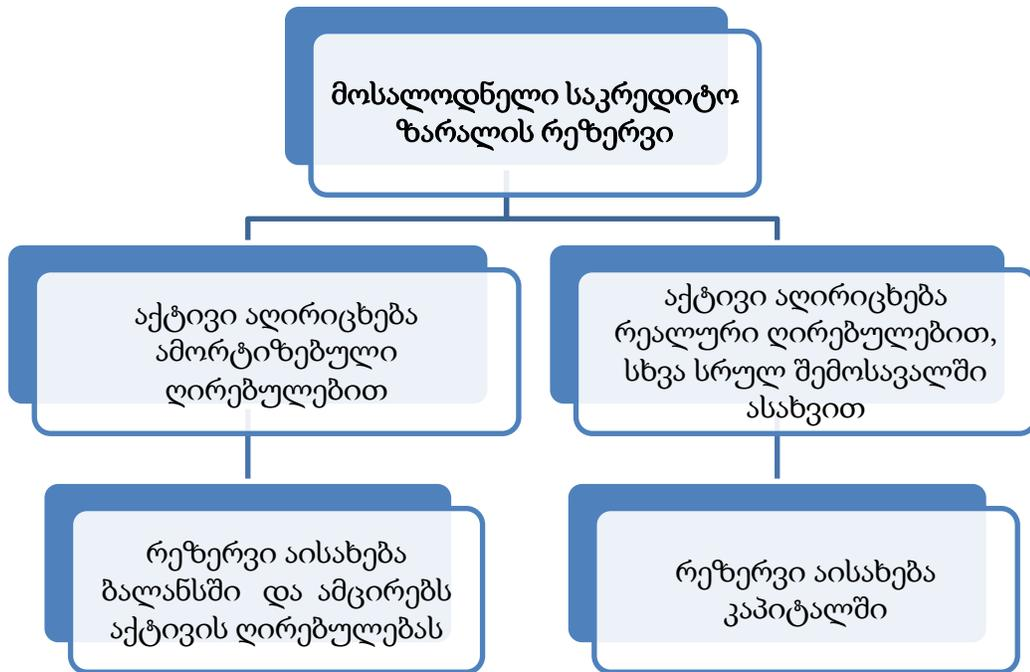 მოსალოდნელი საკრედიტო
ზარალის რეზერვი
აქტივი აღირიცხება
ამორტიზებული
ღირებულებით
აქტივი აღირიცხება
რეალური ღირებულებით,
სხვა სრულ შემოსავალში
ასახვით
რეზერვი აისახება
ბალანსში და ამცირებს
აქტივის ღირებულებას
რეზერვი აისახება
კაპიტალში